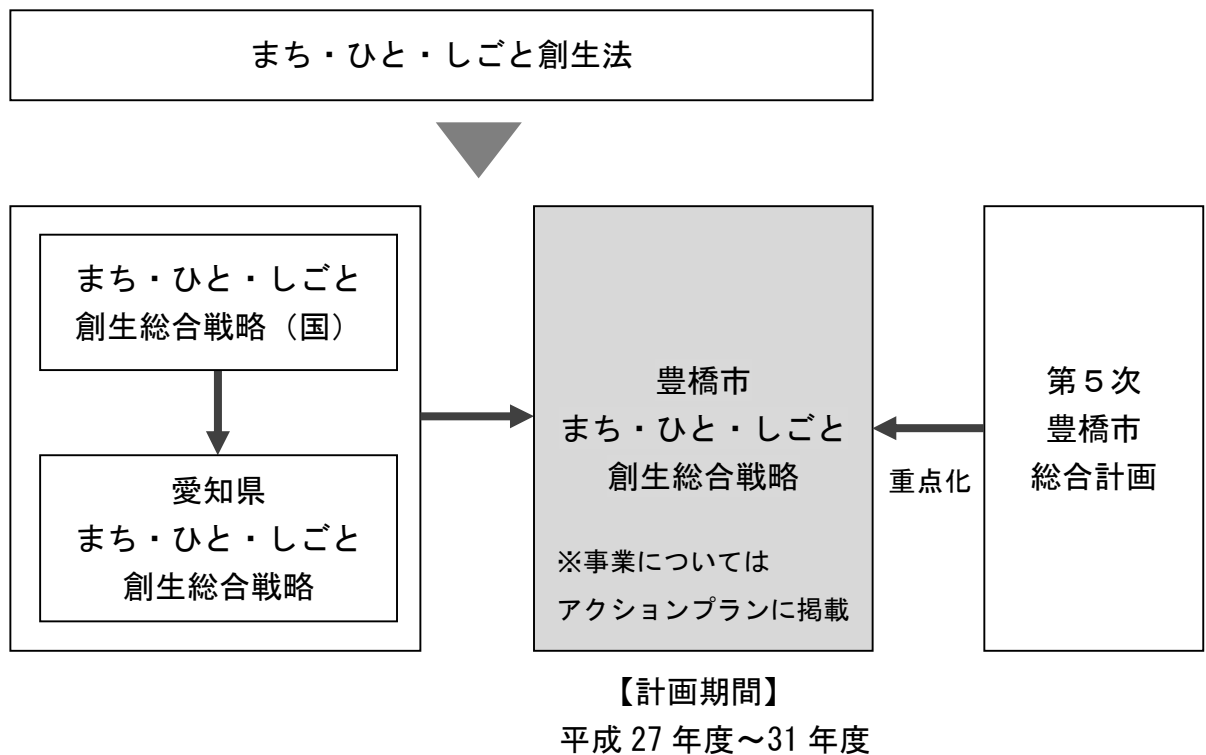 まち・ひと・しごと創生法
まち・ひと・しごと
創生総合戦略（国）
愛知県
まち・ひと・しごと
創生総合戦略
豊橋市
まち・ひと・しごと
創生総合戦略
※事業については
アクションプランに掲載
重点化
第５次
豊橋市
総合計画
【計画期間】
平成 27 年度～31 年度